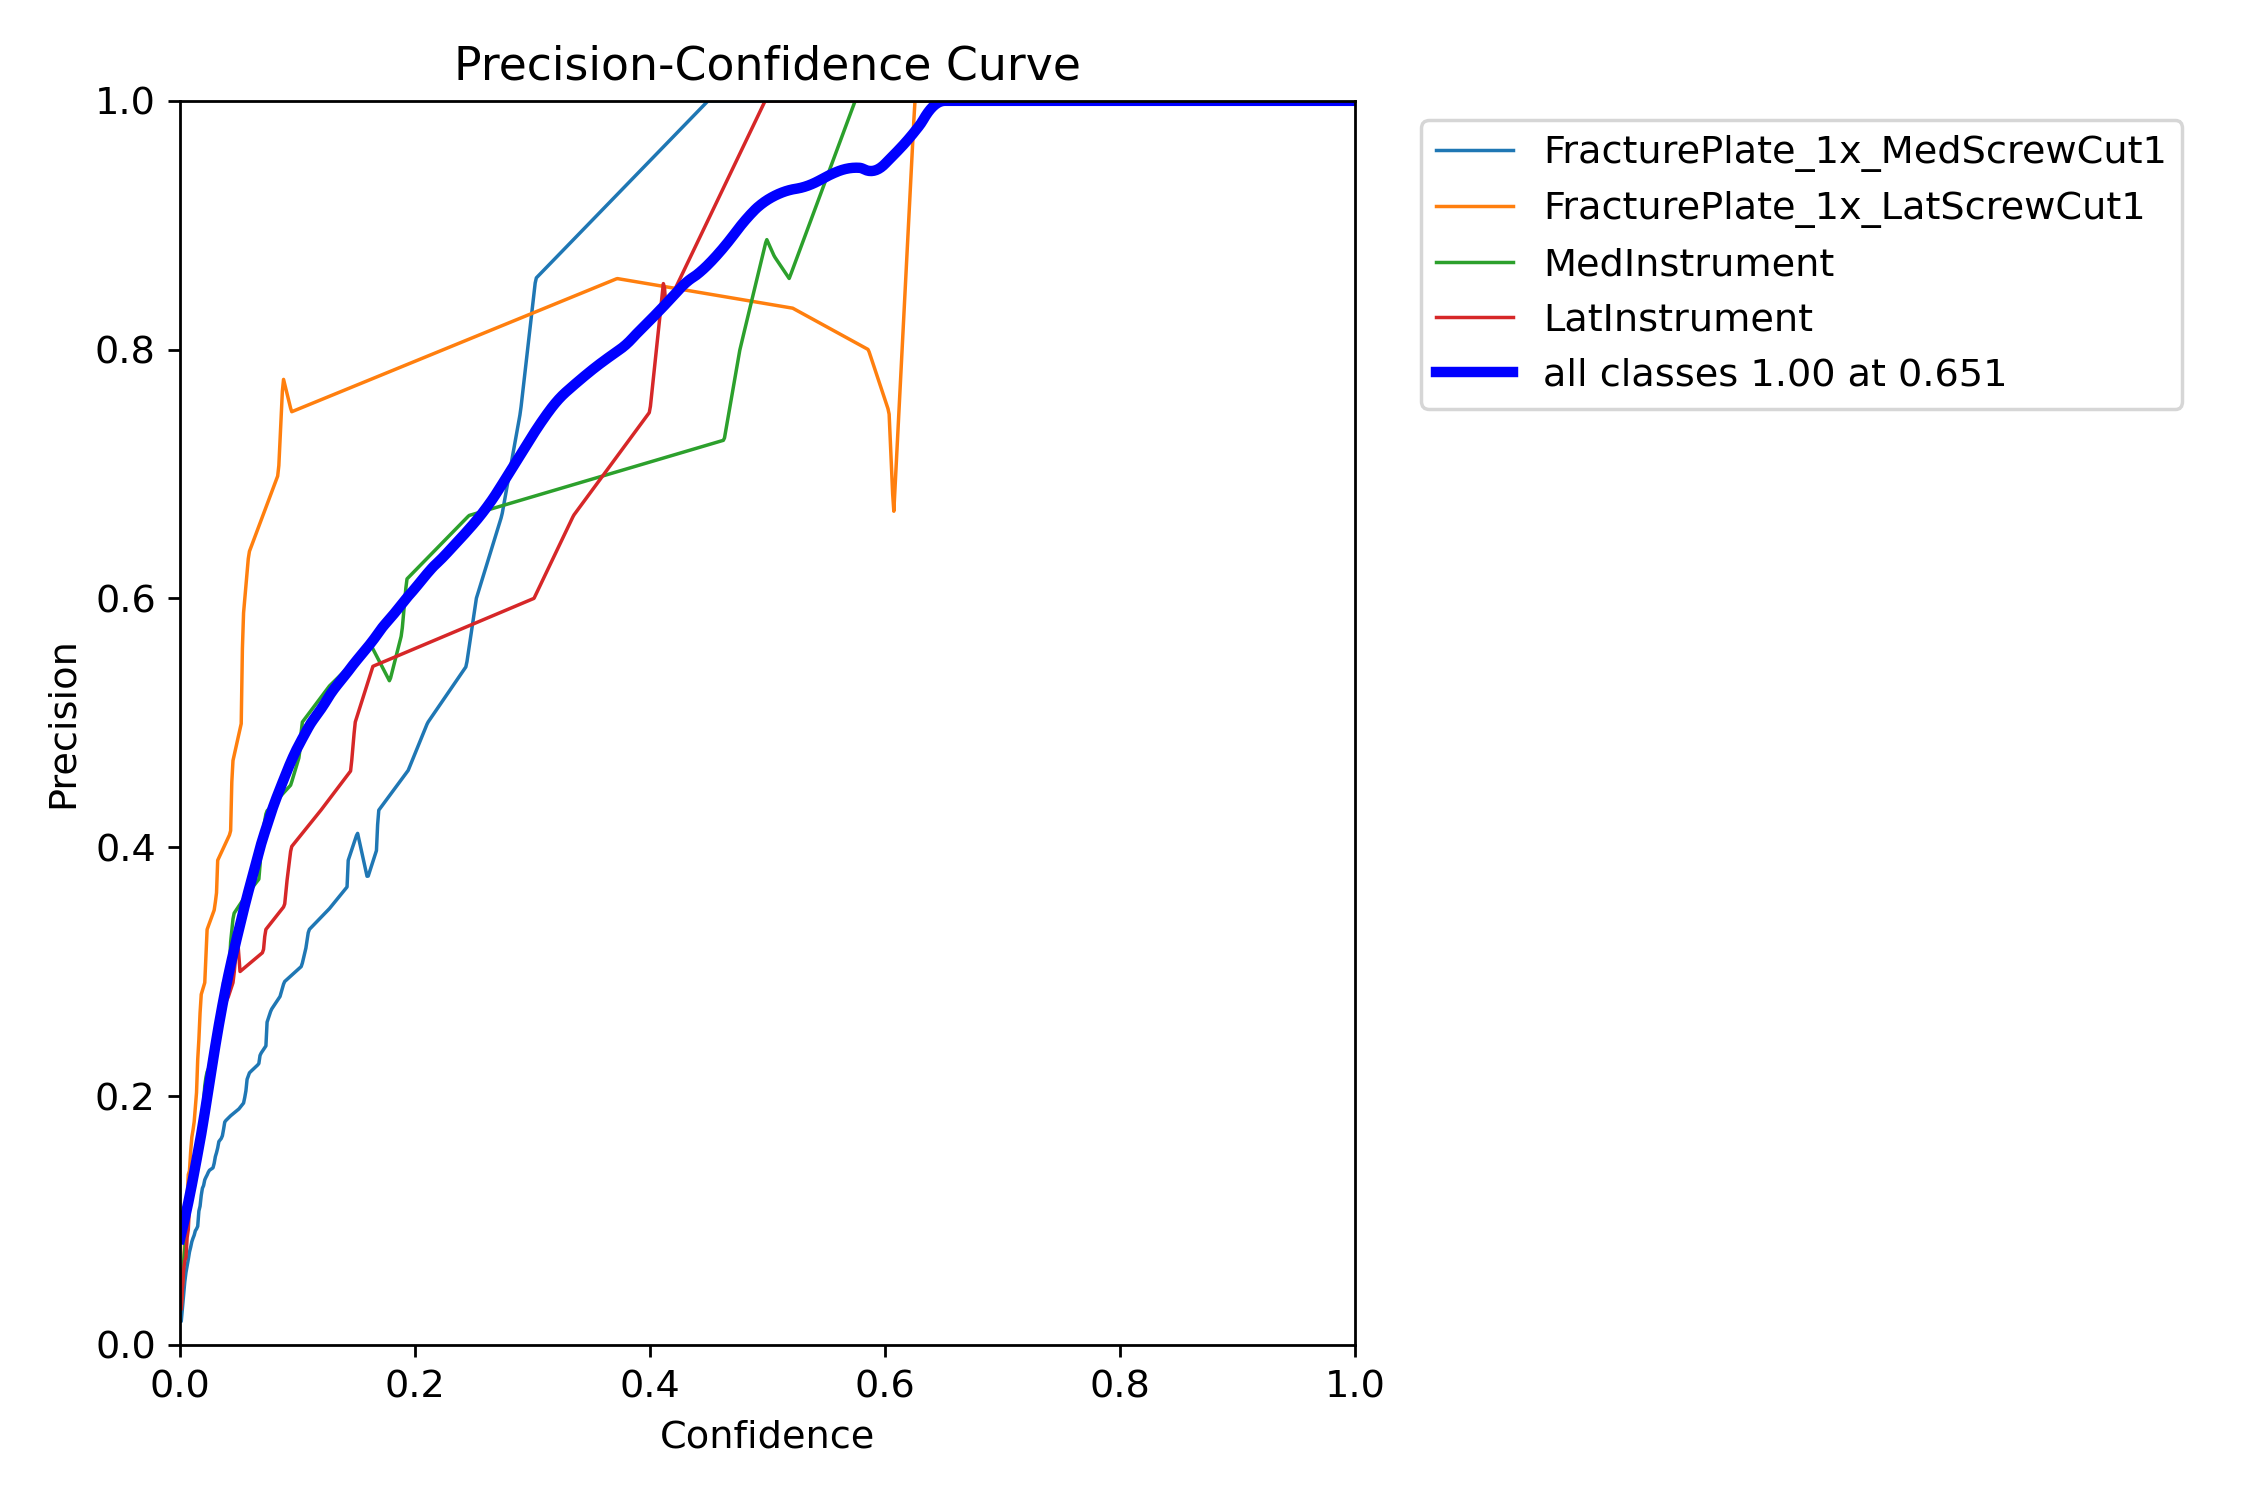 Precision-Confidence Curve
1.0
0.8
0.6
0.4
0.2
0.0
Precision
0.0 0.2 0.4 0.6 0.8 1.0
Confidence
FracturePlate_1x_MedScrewCut1
FracturePlate_1x_LatScrewCut1
MedInstrument
LatInstrument
all classes 1.00 at 0.651